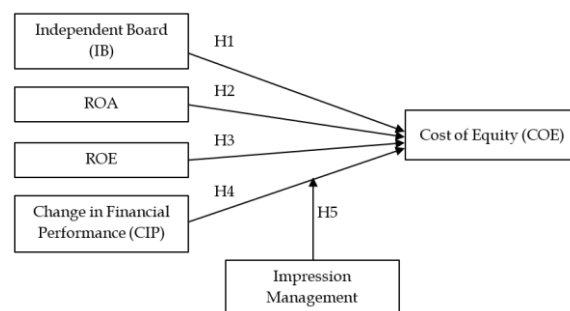 Independent Board
(IB)
H1
ROA
H2
Cost of Equity (COE)
ROE
H3
H4
Change in Financial
Performance (CIP)
H5
Impression
Management